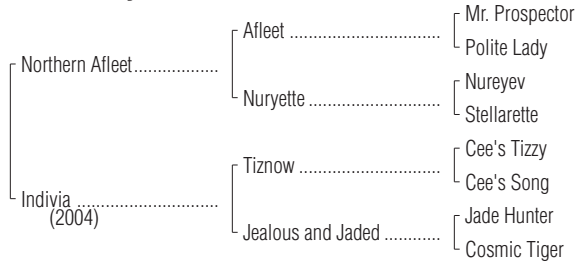 Mr. Prospector
Afleet
Polite Lady
Northern Afleet
Nureyev
Nuryette
Stellarette
Cee's Tizzy
Tiznow
Cee's Song
Indivia
(2004)
Jade Hunter
Jealous and Jaded
Cosmic Tiger